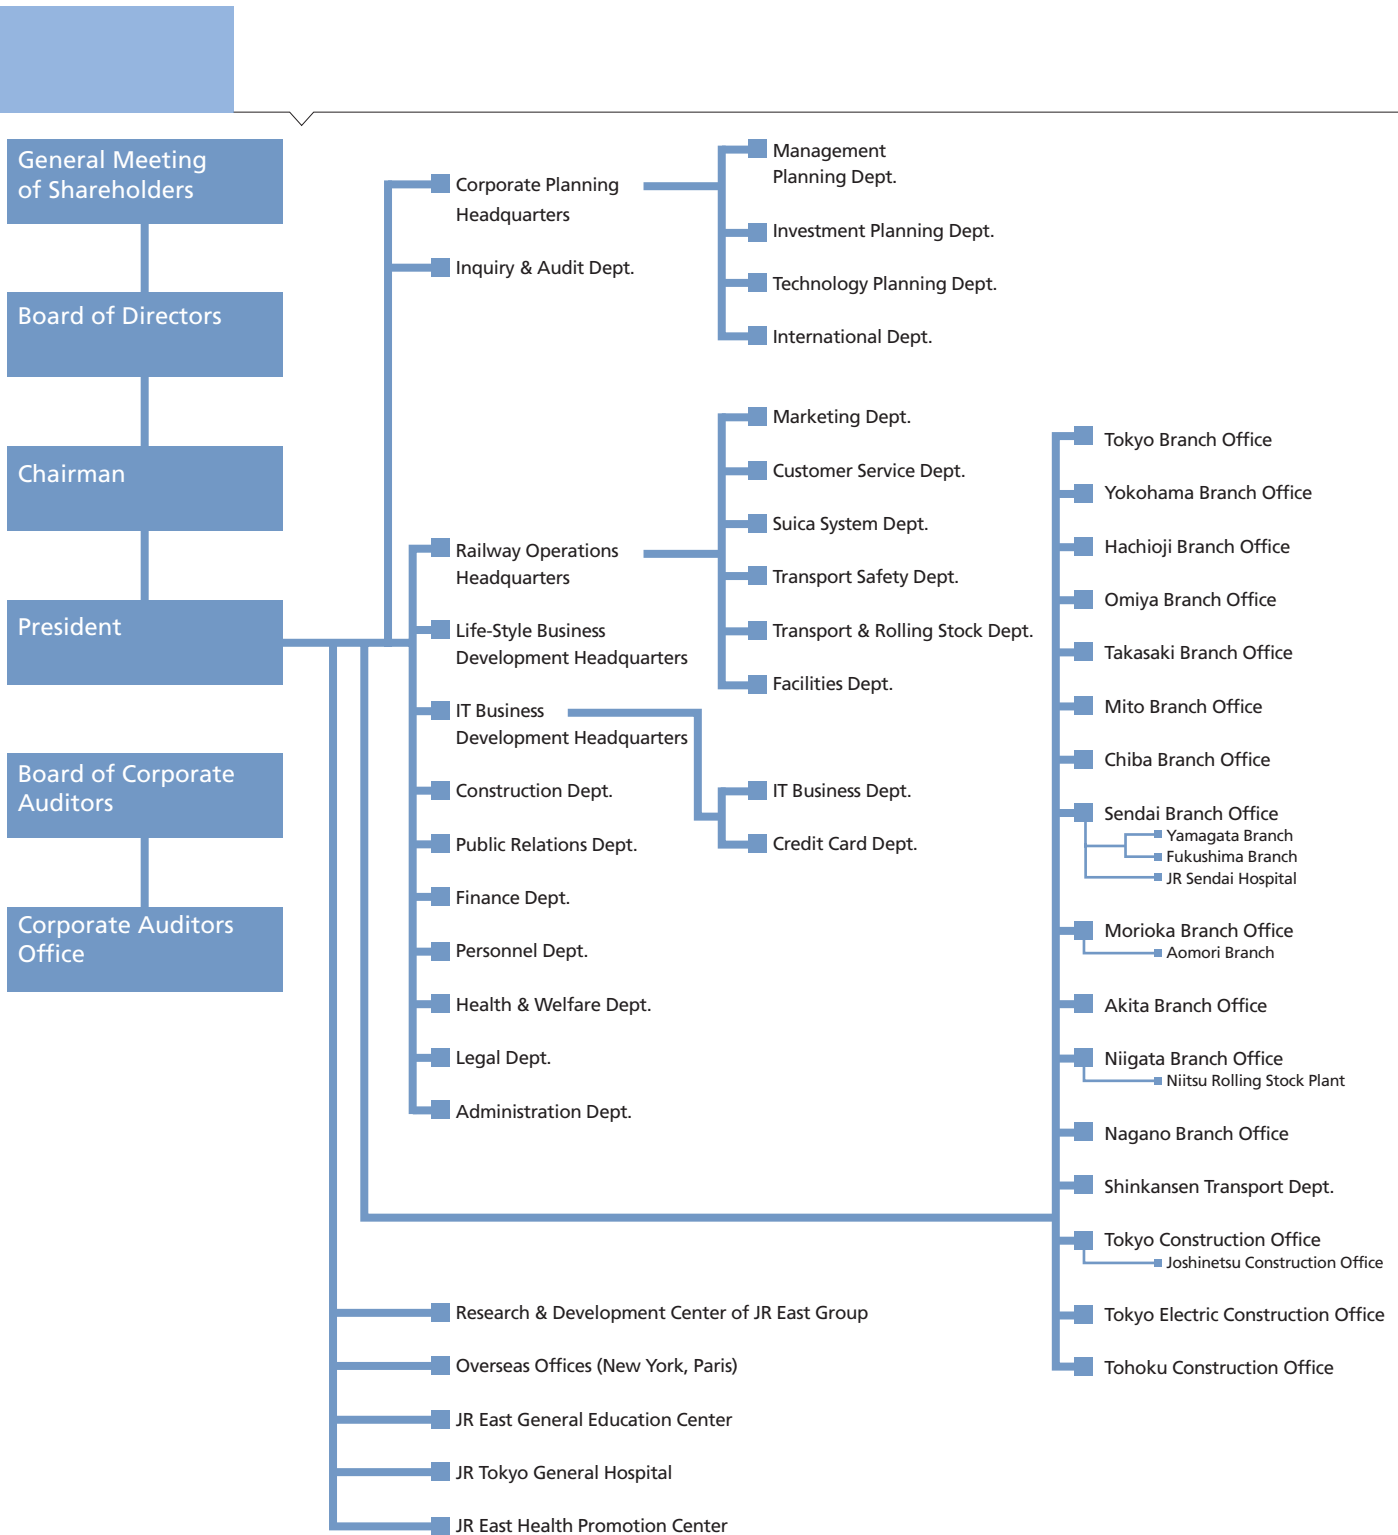 General Meeting
of Shareholders
Board of Directors
Chairman
President
Board of Corporate
Auditors
Corporate Auditors
Office
Corporate Planning
Headquarters
Inquiry & Audit Dept.
Management
Planning Dept.
Investment Planning Dept.
Technology Planning Dept.
International Dept.
Railway Operations
Headquarters
Life-Style Business
Development Headquarters
IT Business
Development Headquarters
Construction Dept.
Public Relations Dept.
Finance Dept.
Personnel Dept.
Health & Welfare Dept.
Legal Dept.
Administration Dept.
Marketing Dept.
Customer Service Dept.
Suica System Dept.
Transport Safety Dept.
Transport & Rolling Stock Dept.
Facilities Dept.
IT Business Dept.
Credit Card Dept.
Tokyo Branch Office
Yokohama Branch Office
Hachioji Branch Office
Omiya Branch Office
Takasaki Branch Office
Mito Branch Office
Chiba Branch Office
Sendai Branch Office
Yamagata Branch
Fukushima Branch
JR Sendai Hospital
Morioka Branch Office
Aomori Branch
Akita Branch Office
Niigata Branch Office
Niitsu Rolling Stock Plant
Nagano Branch Office
Shinkansen Transport Dept.
Tokyo Construction Office
Joshinetsu Construction Office
Tokyo Electric Construction Office
Tohoku Construction Office
Research & Development Center of JR East Group
Overseas Offices (New York, Paris)
JR East General Education Center
JR Tokyo General Hospital
JR East Health Promotion Center